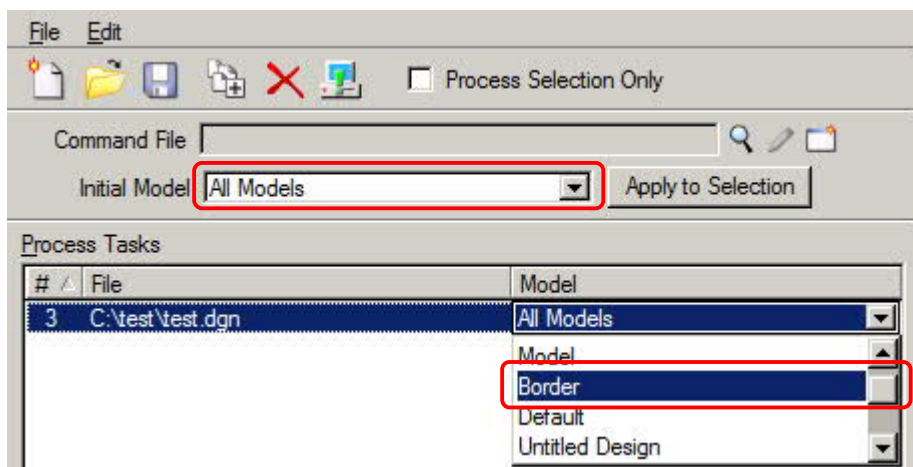 File Edit
Process Selection Only
Command File
Initial Model All Models Apply to Selection
Process Tasks
# File Model
3 C:\test\test.dgn All Models
Model
Border
Default
Untitled Design